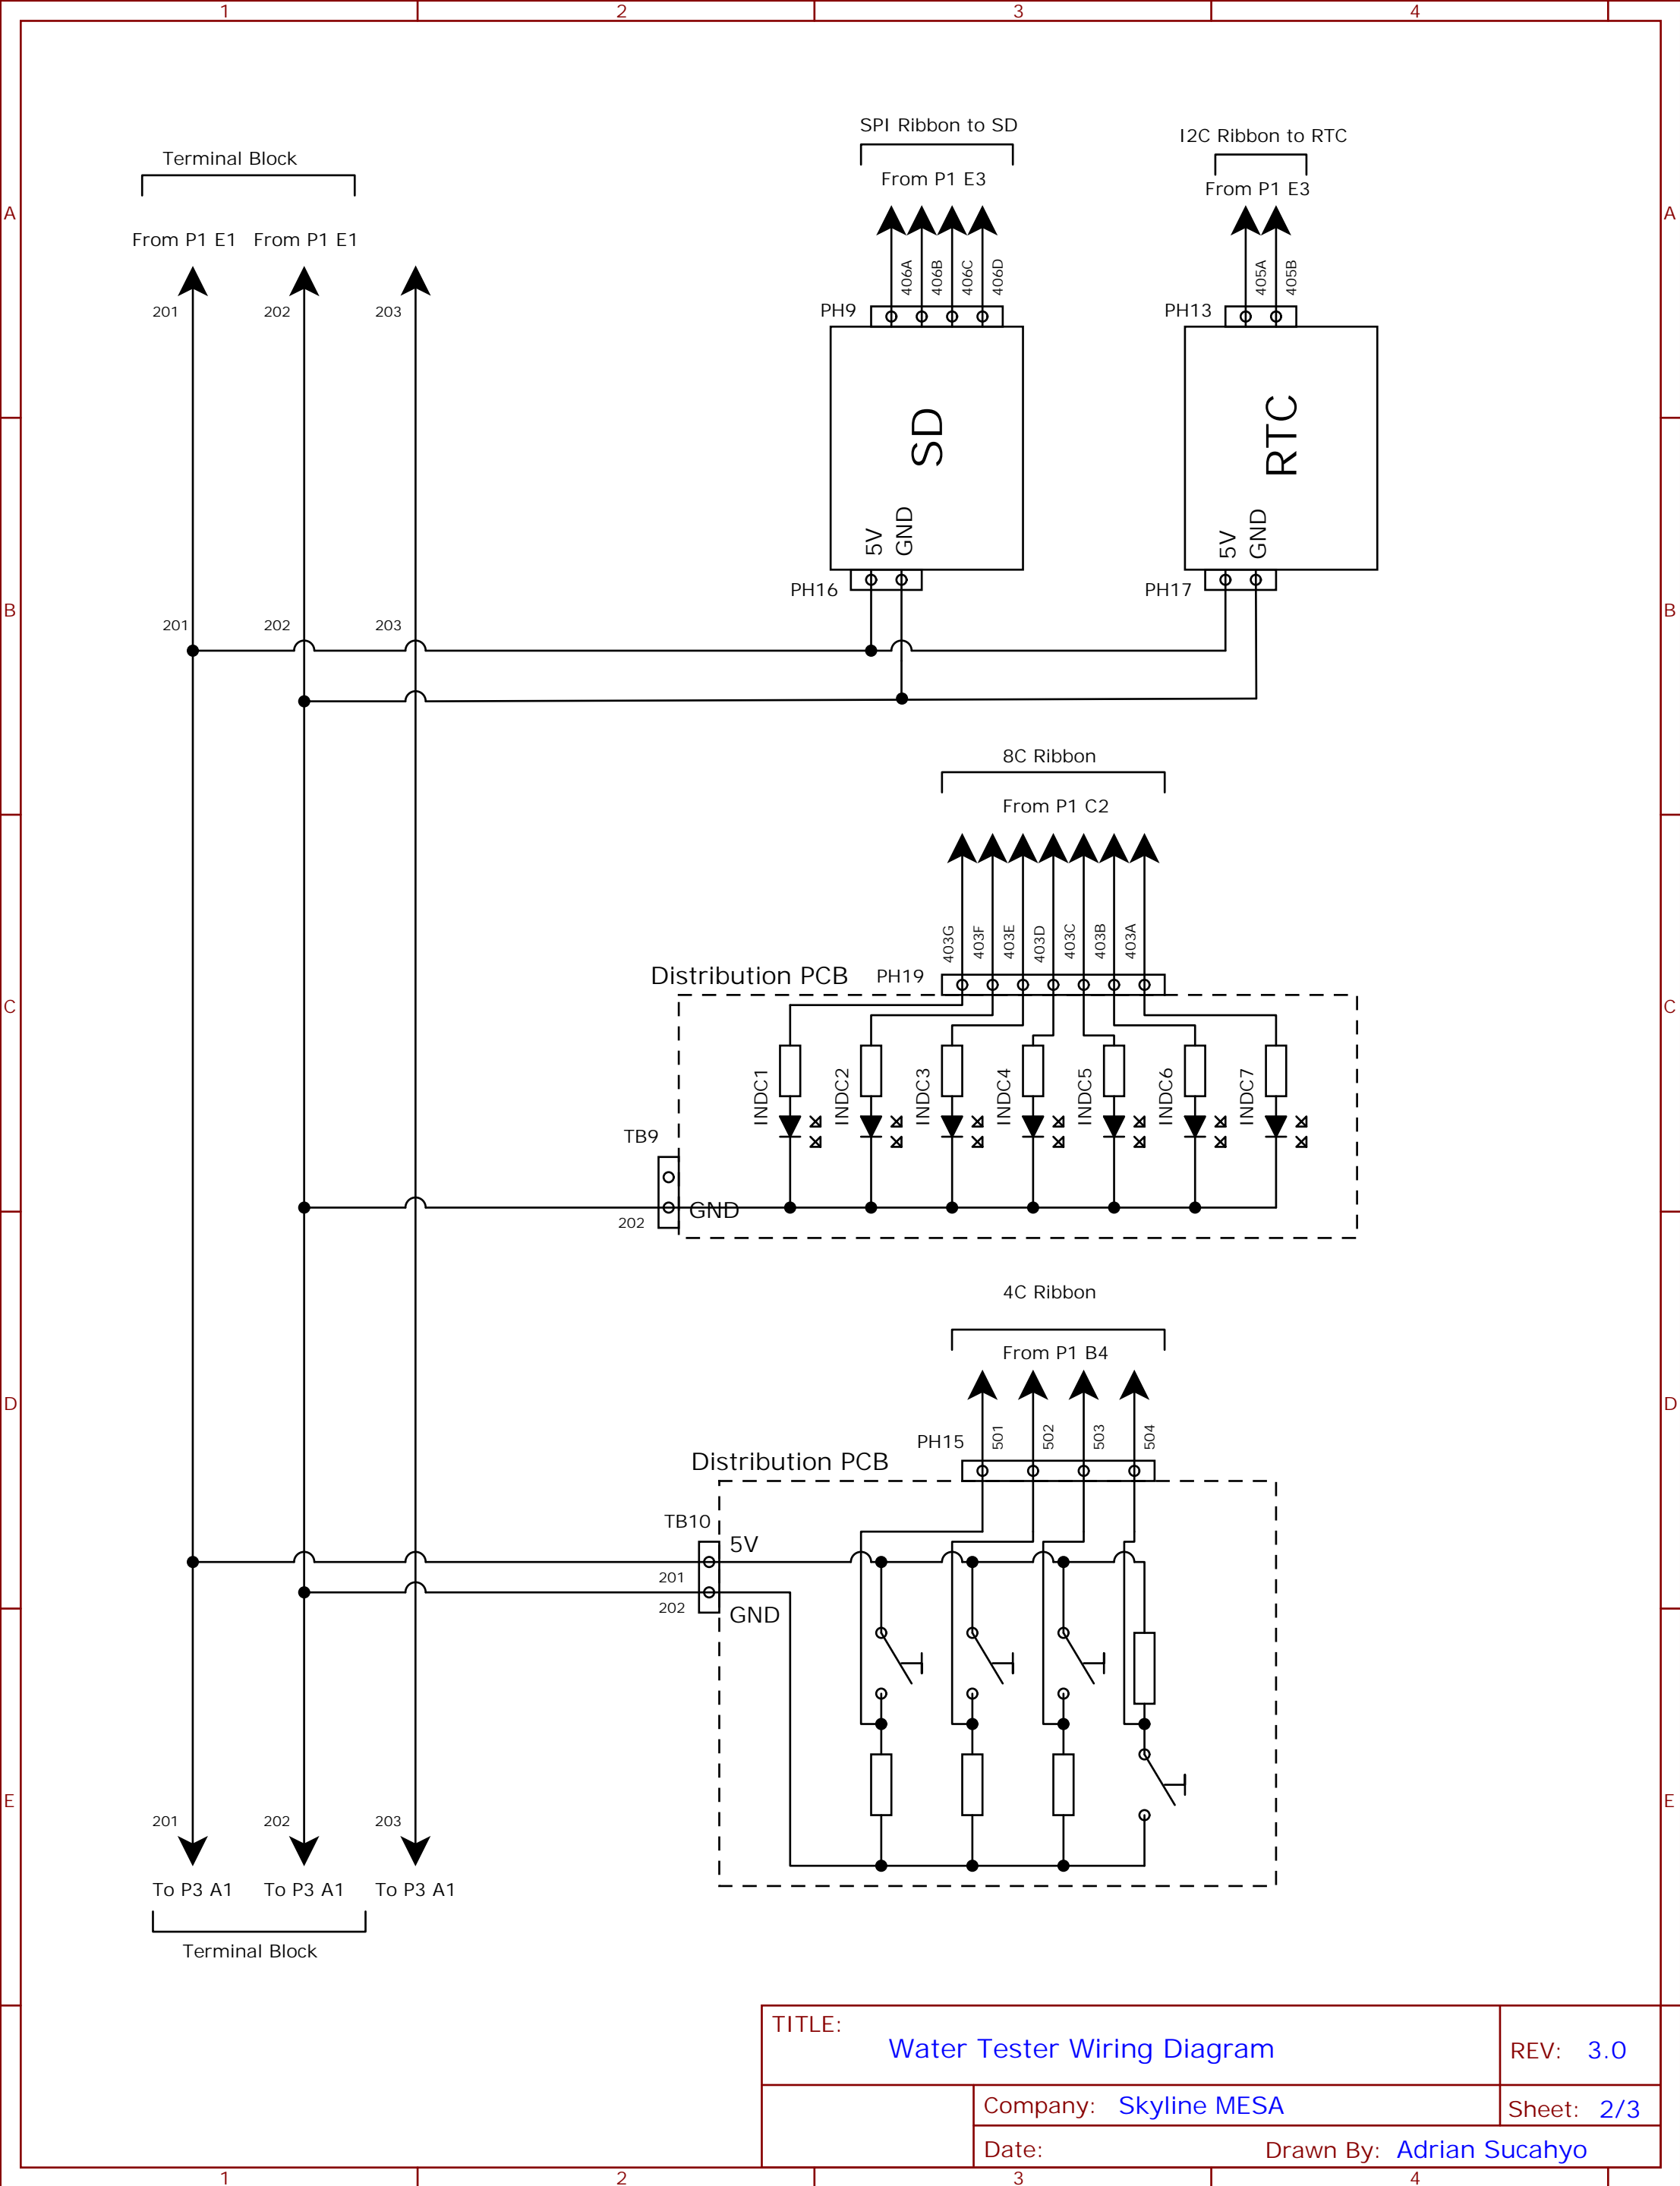 1 2 3 4
SPI Ribbon to SD
I2C Ribbon to RTC
Terminal Block
From P1 E3
From P1 E3
A A
From P1 E1 From P1 E1
406A 406B 406C 406D
405A 405B
201 202 203
PH9
PH13
SD
RTC
5V GND
5V GND
PH16
PH17
B B
201 202 203
8C Ribbon
From P1 C2
403G 403F 403E 403D 403C 403B 403A
Distribution PCB PH19
C C
INDC1 INDC2 INDC3 INDC4 INDC5 INDC6 INDC7
TB9
GND
202
4C Ribbon
From P1 B4
D D
501 502 503 504
PH15
Distribution PCB
TB10
5V
201
202
GND
E E
201 202 203
To P3 A1 To P3 A1 To P3 A1
Terminal Block
TITLE:
Water Tester Wiring Diagram
REV: 3.0
Company: Skyline MESA
Sheet: 2/3
Date:
Drawn By: Adrian Sucahyo
1 2 3 4